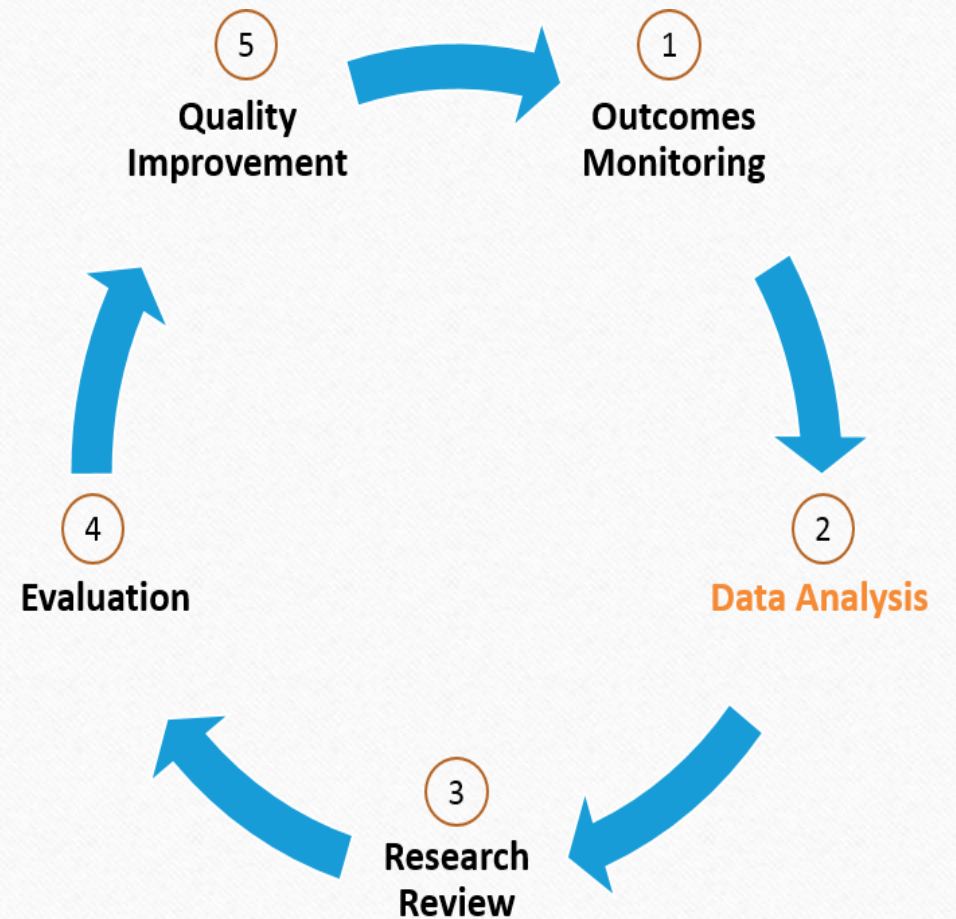 5
Quality
Improvement
1
Outcomes
Monitoring
2
Data Analysis
3
Research
Review
4
Evaluation